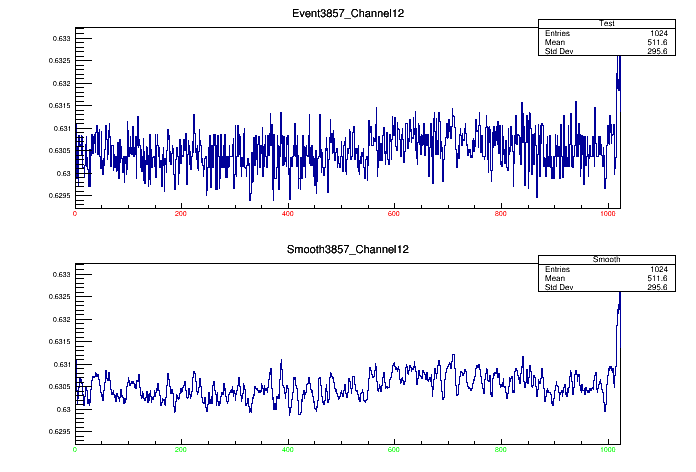 Event3857_Channel12
Test
Entries 1024
Mean 511.6
Std Dev 295.6
0.633
0.6325
0.632
0.6315
0.631
0.6305
0.63
0.6295
0 200 400 600 800 1000
Smooth3857_Channel12
Smooth
Entries 1024
Mean 511.6
Std Dev 295.6
0.633
0.6325
0.632
0.6315
0.631
0.6305
0.63
0.6295
0 200 400 600 800 1000